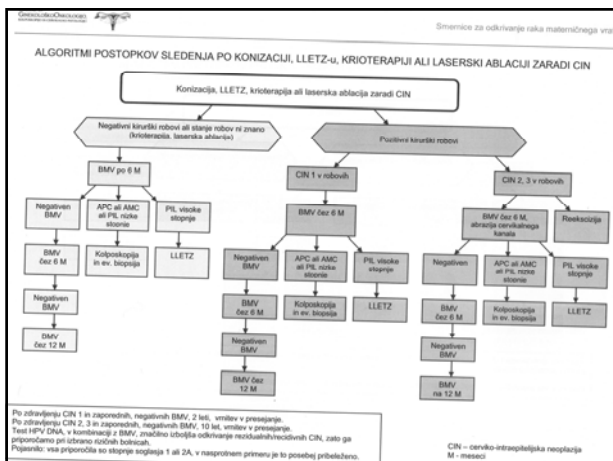 GINEKOLOŠKOONKOLOGIJO
Smernice za odkrivanje raka materničnega vratu
ALGORITMI POSTOPKOV SLEDENJA PO KONIZACIJI, LLETZ-u, KRIOTERAPIJI ALI LASERSKI ABLACIJI ZARADI CIN
Konizacija, LLETZ, krioterapija ali laserska ablacija zaradi CIN
Negativni kirurški robovi ali stanje robov ni znano
(krioterapija, laserska ablacija)
Pozitivni kirurški robovi
BMV po 6 M
Negativen
BMV
APC ali AMC
ali PIL nizke
stopnje
PIL visoke
stopnje
BMV
čez 6 M
Kolposkopija
in ev. biopsija
LLETZ
Negativen
BMV
BMV
čez 12 M
CIN 1 v robovih
BMV čez 6 M
Negativen
BMV
APC ali AMC
ali PIL nizke
stopnje
PIL visoke
stopnje
BMV
čez 6 M
Kolposkopija
in ev. biopsija
LLETZ
Negativen
BMV
BMV čez
12 M
CIN 2, 3 v robovih
Reekscizija
BMV čez 6 M,
abrazija cervikalnega
kanala
Negativen
APC ali AMC
ali PIL nizke
stopnje
PIL visoke
stopnje
BMV
čez 6 M
Kolposkopija
in ev. biopsija
LLETZ
Negativen
BMV
BMV
na 12 M
Po zdravljenju CIN 1 in zaporednih, negativnih BMV, 2 leti, vrnitev v presejanje.
Po zdravljenju CIN 2, 3 in zaporednih, negativnih BMV, 10 let, vrnitev v presejanje.
Test HPV DNA, v kombinaciji z BMV, značilno izboljša odkrivanje rezidualnih/recidivnih CIN, zato ga
priporočamo pri izbrano rizičnih bolnicah.
Pojasnilo: vsa priporočila so stopnje soglasja 1 ali 2A, v nasprotnem primeru je to posebej pribeleženo.
CIN – cerviko-intraepitelijska neoplazija
M - meseci